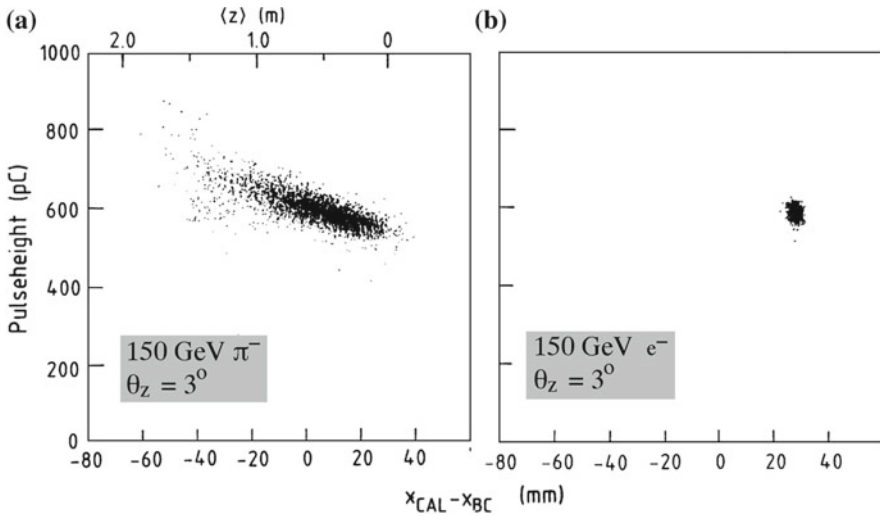 (a)
⟨z⟩ (m)
2.0 1.0 0
1000
800
600
400
200
0
Pulseheight (pC)
150 GeV π⁻
θz = 3°
-80 -60 -40 -20 0 20 40
(b)
150 GeV e⁻
θz = 3°
-80 -60 -40 -20 0 20 40
xCAL-xBC (mm)